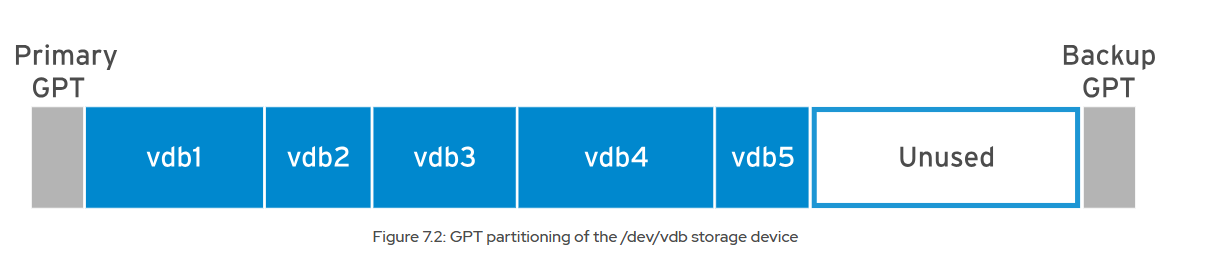 Primary
GPT
Backup
GPT
vdb1 vdb2 vdb3 vdb4 vdb5 Unused
Figure 7.2: GPT partitioning of the /dev/vdb storage device